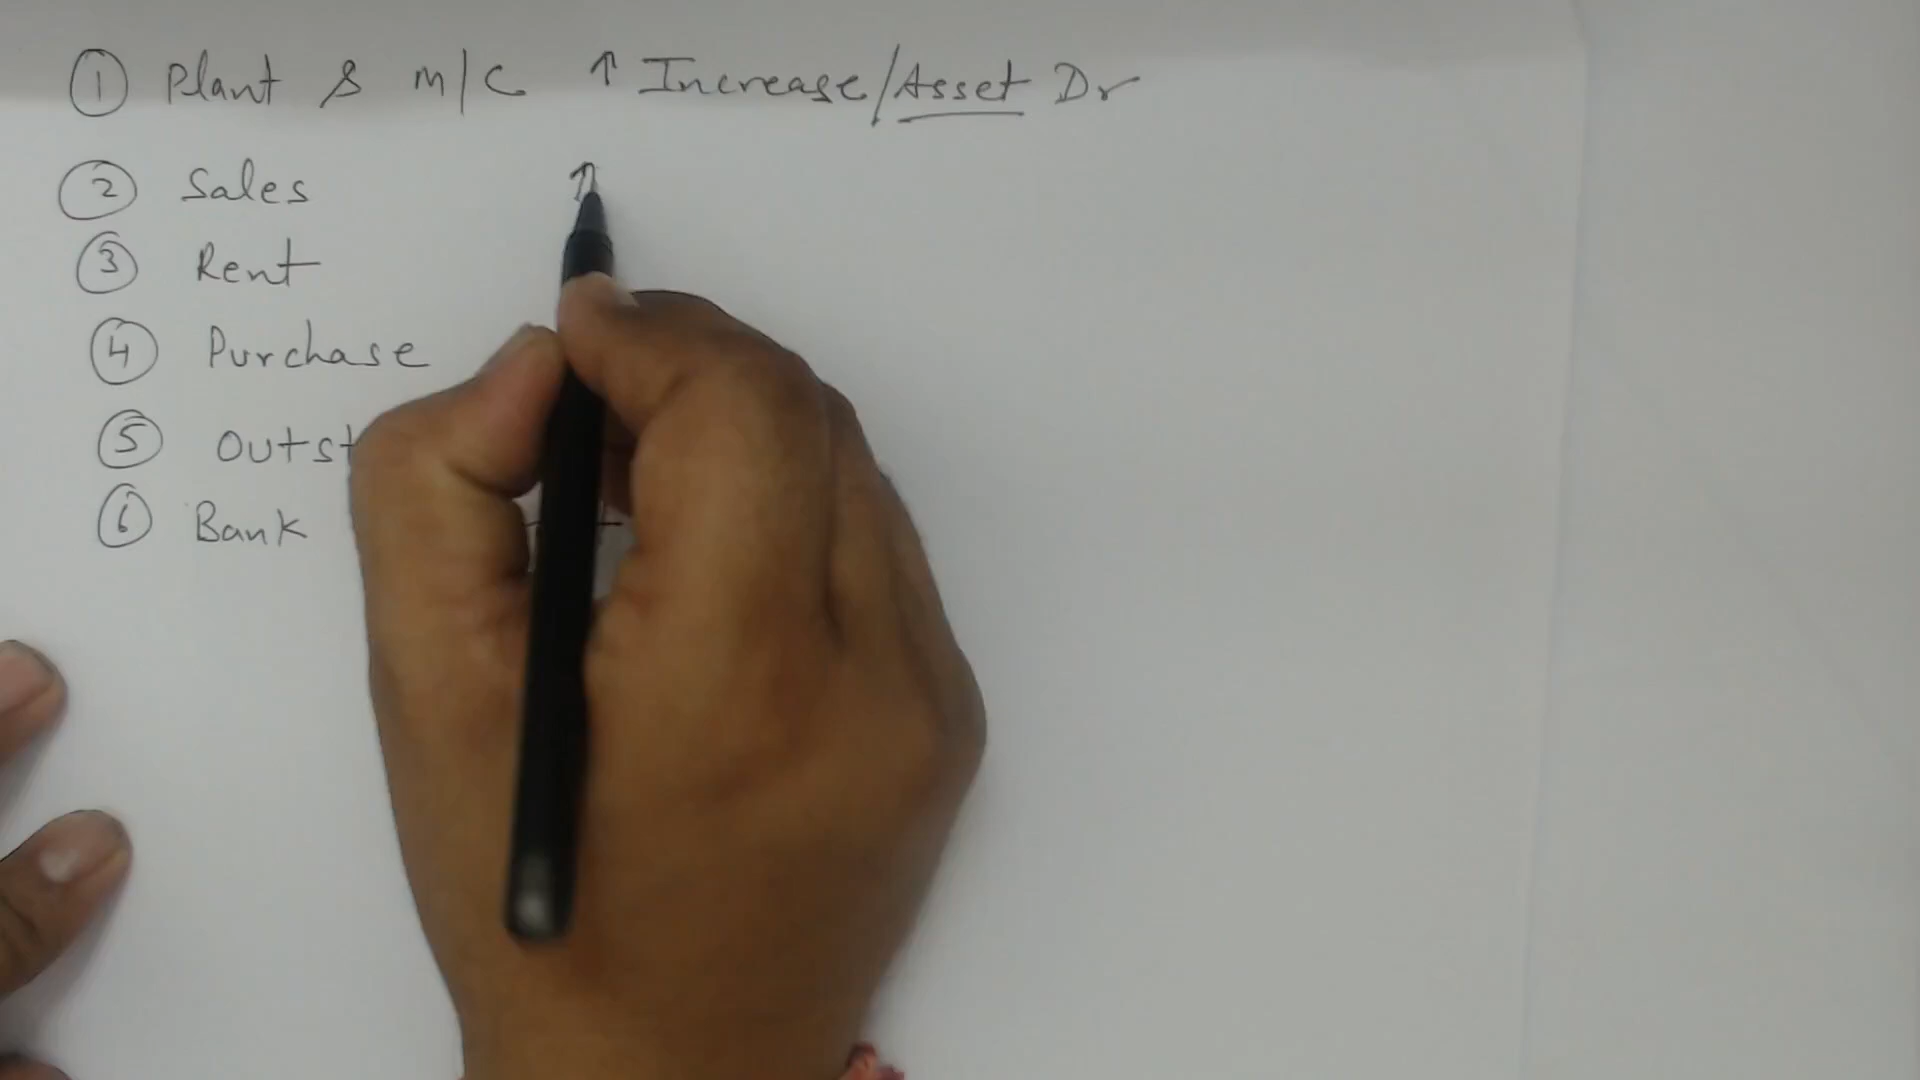 ① Plant & m/c ↑ Increase/Asset Dr
② Sales ↑
③ Rent
④ Purchase
⑤ Outst
⑥ Bank